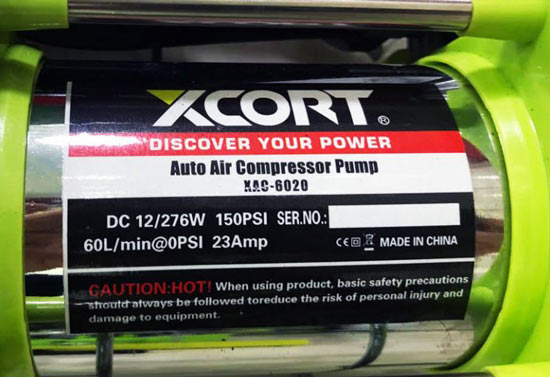 XCORT®
DISCOVER YOUR POWER
Auto Air Compressor Pump
XAC-6020
DC 12/276W 150PSI SER.NO.:
60L/min@0PSI 23Amp CE MADE IN CHINA
CAUTION:HOT! When using product, basic safety precautions
should always be followed toreduce the risk of personal injury and
damage to equipment.